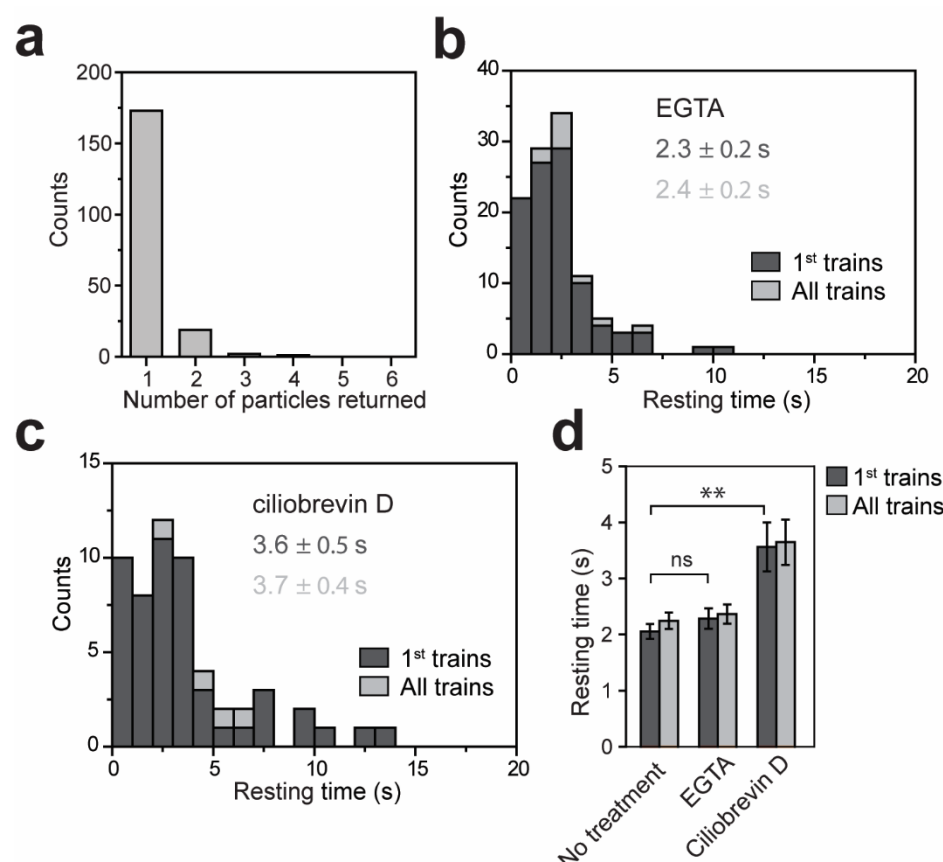 a
200
150
100
50
0
Counts
1 2 3 4 5 6
Number of particles returned
b
40
30
20
10
0
Counts
EGTA
2.3 ± 0.2 s
2.4 ± 0.2 s
1st trains
All trains
0 5 10 15 20
Resting time (s)
c
15
10
5
0
Counts
ciliobrevin D
3.6 ± 0.5 s
3.7 ± 0.4 s
1st trains
All trains
0 5 10 15 20
Resting time (s)
d
5
4
3
2
1
0
Resting time (s)
**
ns
1st trains
All trains
No treatment
EGTA
Ciliobrevin D